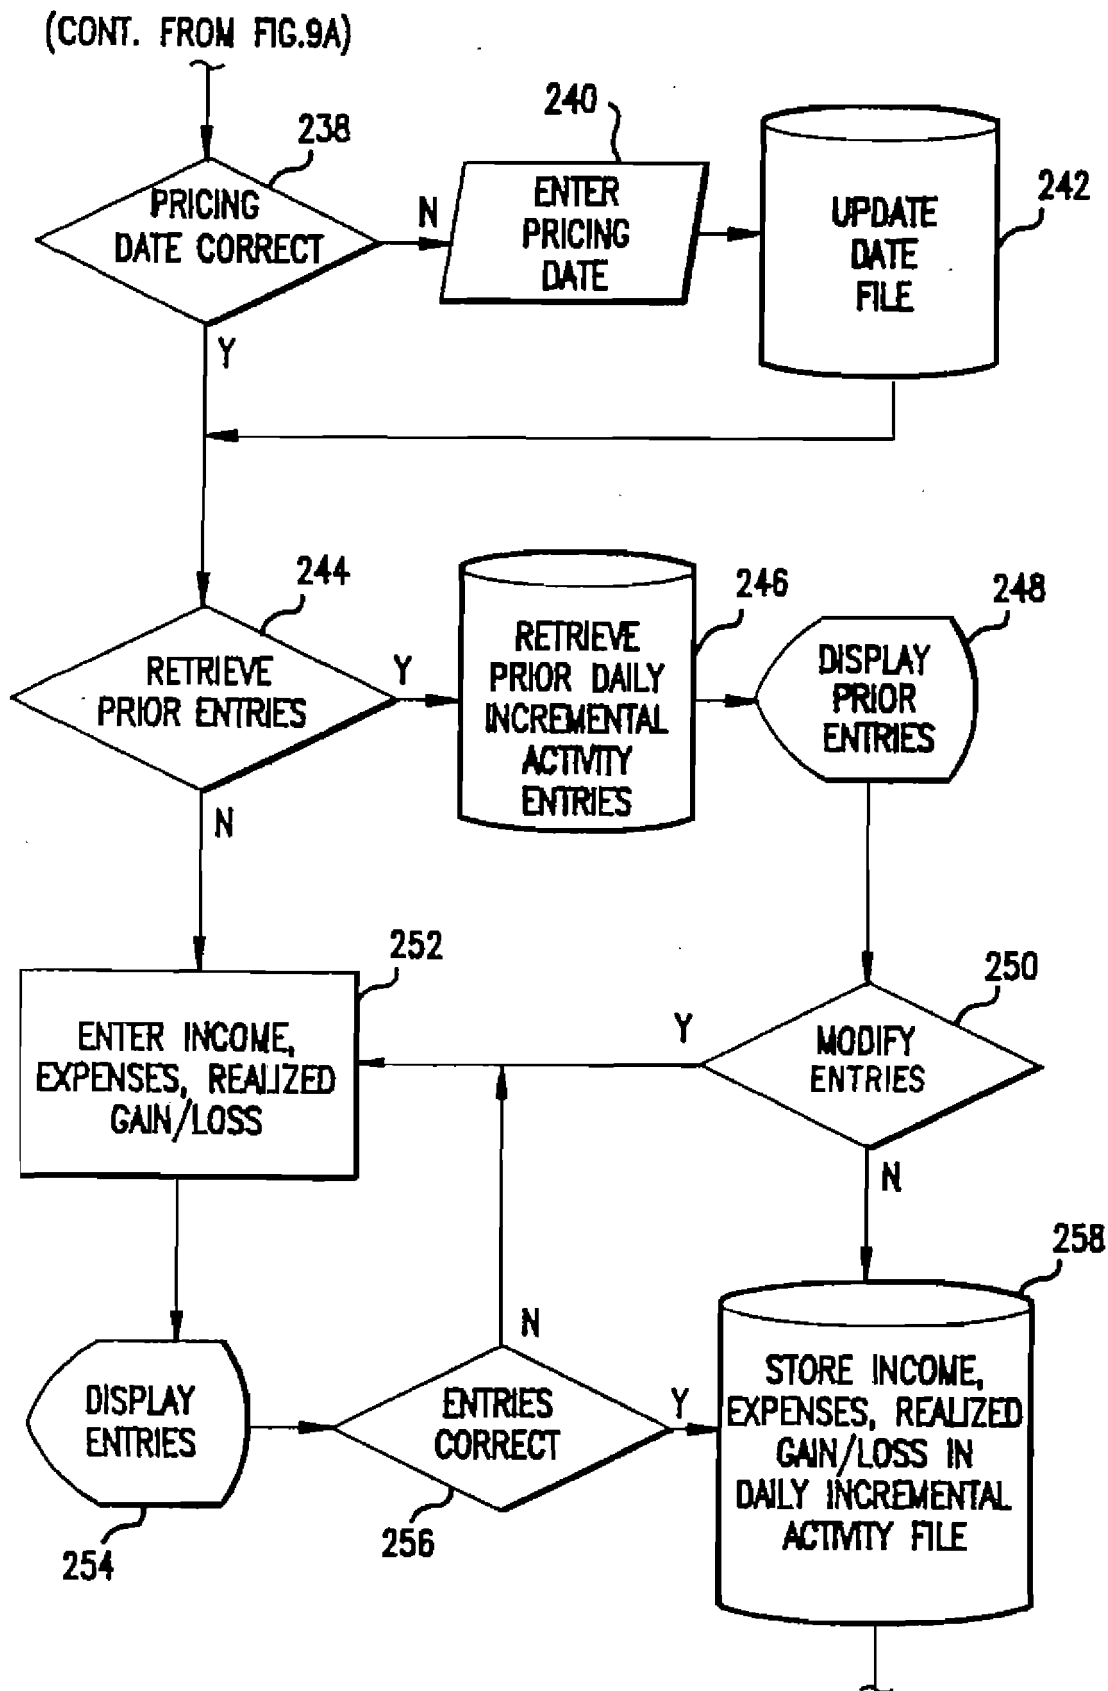 (CONT. FROM FIG.9A)
238
PRICING
DATE CORRECT
N
Y
240
ENTER
PRICING
DATE
242
UPDATE
DATE
FILE
244
RETRIEVE
PRIOR ENTRIES
Y
N
246
RETRIEVE
PRIOR DAILY
INCREMENTAL
ACTIVITY
ENTRIES
248
DISPLAY
PRIOR
ENTRIES
250
MODIFY
ENTRIES
Y
N
252
ENTER INCOME,
EXPENSES, REALIZED
GAIN/LOSS
DISPLAY
ENTRIES
254
N
ENTRIES
CORRECT
Y
256
258
STORE INCOME,
EXPENSES, REALIZED
GAIN/LOSS IN
DAILY INCREMENTAL
ACTIVITY FILE